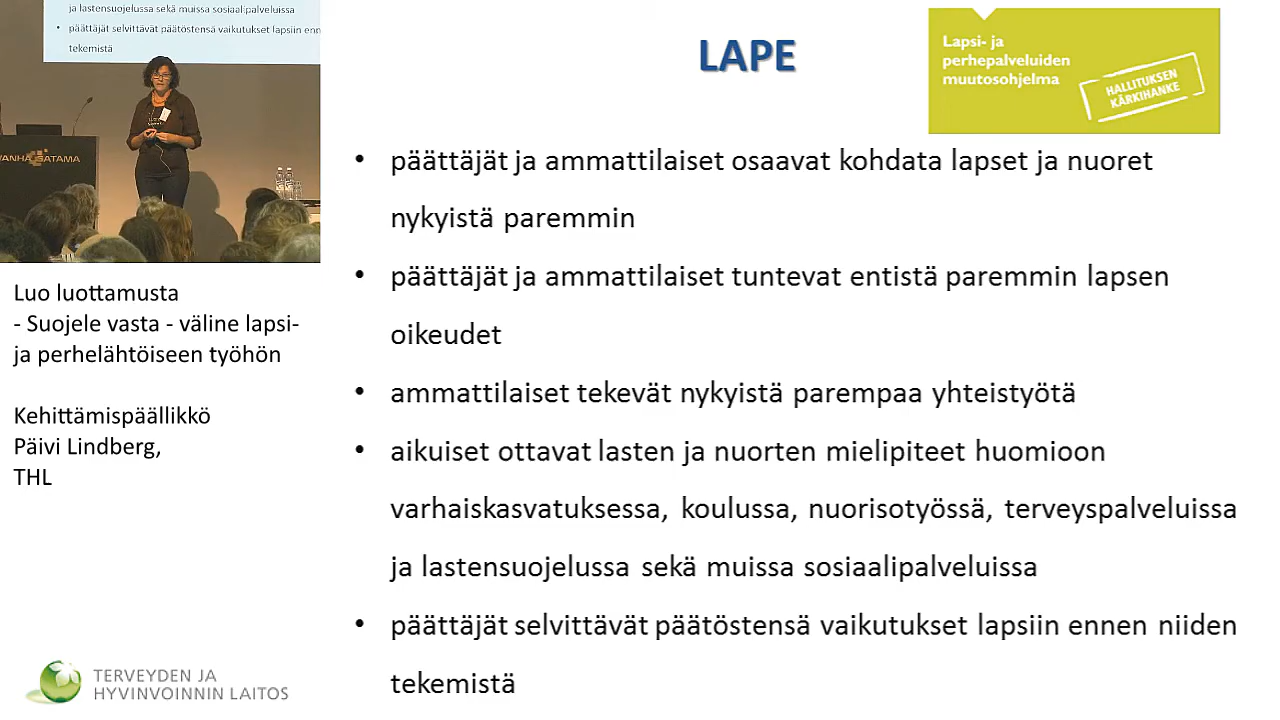 ja lastensuojelussa sekä muissa sosiaalipalveluissa
• päättäjät selvittävät päätöstensä vaikutukset lapsiin enn
tekemistä
VANHA SATAMA
Luo luottamusta
- Suojele vasta - väline lapsi-
ja perhelähtöiseen työhön
Kehittämispäällikkö
Päivi Lindberg,
THL
TERVEYDEN JA
HYVINVOINNIN LAITOS
LAPE
Lapsi- ja
perhepalveluiden
muutosohjelma
HALLITUKSEN
KÄRKIHANKE
• päättäjät ja ammattilaiset osaavat kohdata lapset ja nuoret
nykyistä paremmin
• päättäjät ja ammattilaiset tuntevat entistä paremmin lapsen
oikeudet
• ammattilaiset tekevät nykyistä parempaa yhteistyötä
• aikuiset ottavat lasten ja nuorten mielipiteet huomioon
varhaiskasvatuksessa, koulussa, nuorisotyössä, terveyspalveluissa
ja lastensuojelussa sekä muissa sosiaalipalveluissa
• päättäjät selvittävät päätöstensä vaikutukset lapsiin ennen niiden
tekemistä